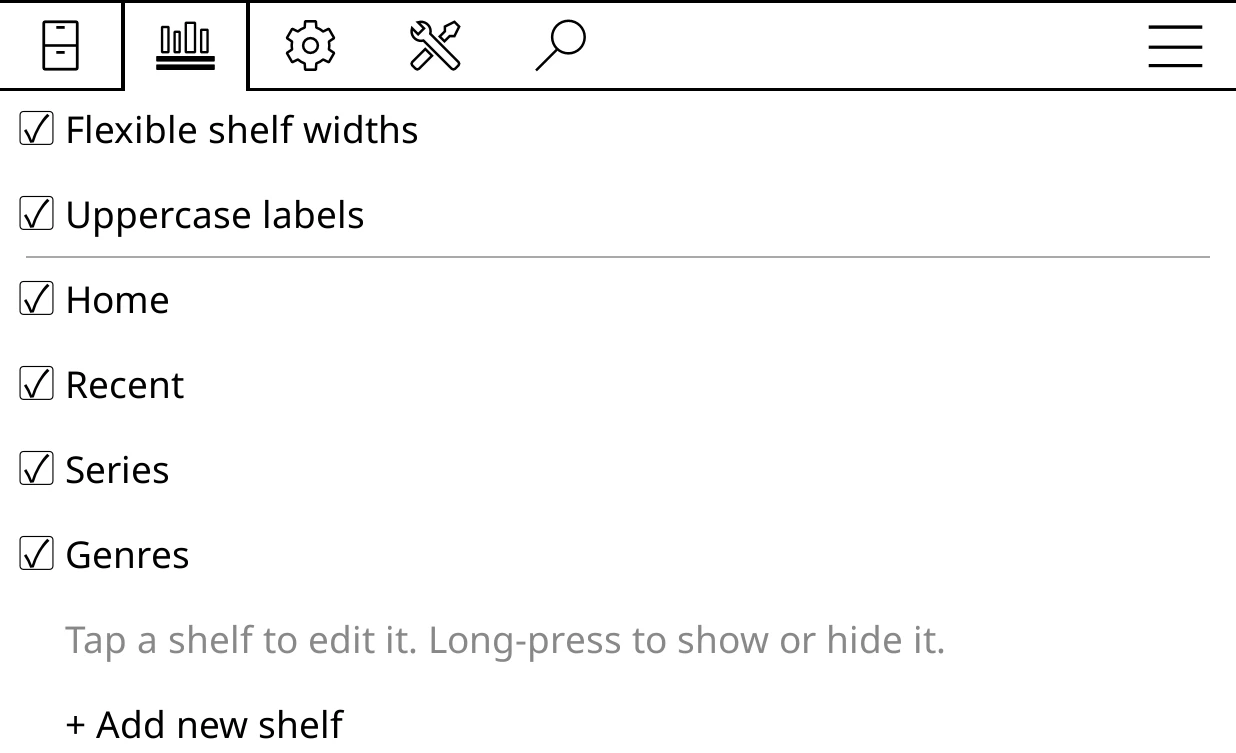 Flexible shelf widths
Uppercase labels
Home
Recent
Series
Genres
Tap a shelf to edit it. Long-press to show or hide it.
+ Add new shelf